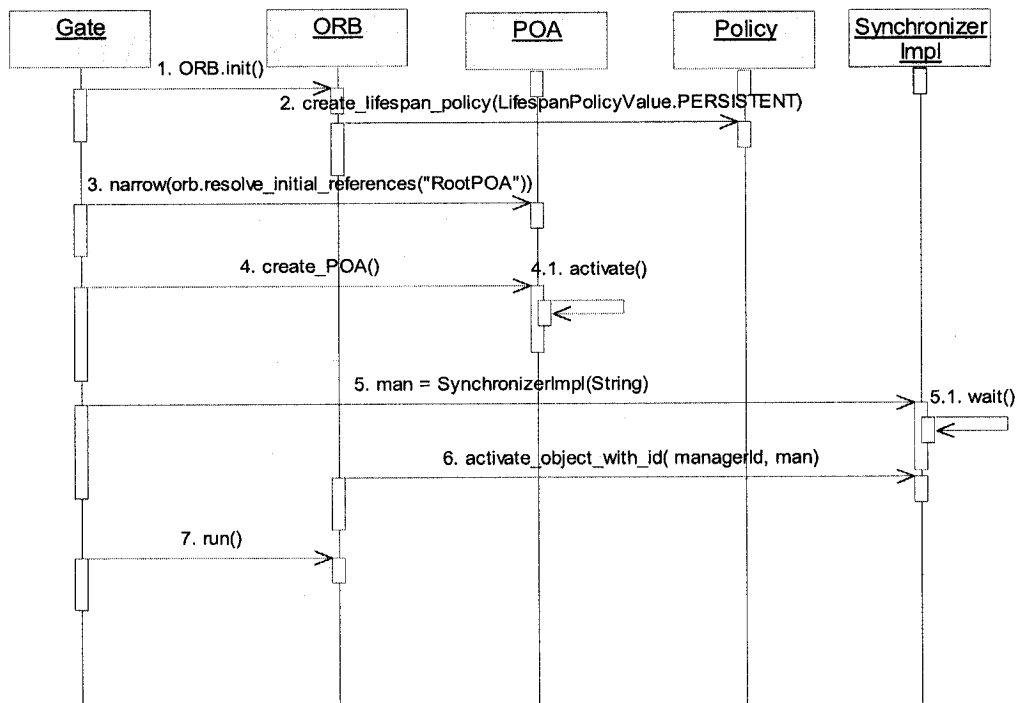 Gate
ORB
POA
Policy
Synchronizer
Impl
1. ORB.init()
2. create_lifespan_policy(LifespanPolicyValue.PERSISTENT)
3. narrow(orb.resolve_initial_references("RootPOA"))
4. create_POA()
4.1. activate()
5. man = SynchronizerImpl(String)
5.1. wait()
6. activate_object_with_id( managerId, man)
7. run()